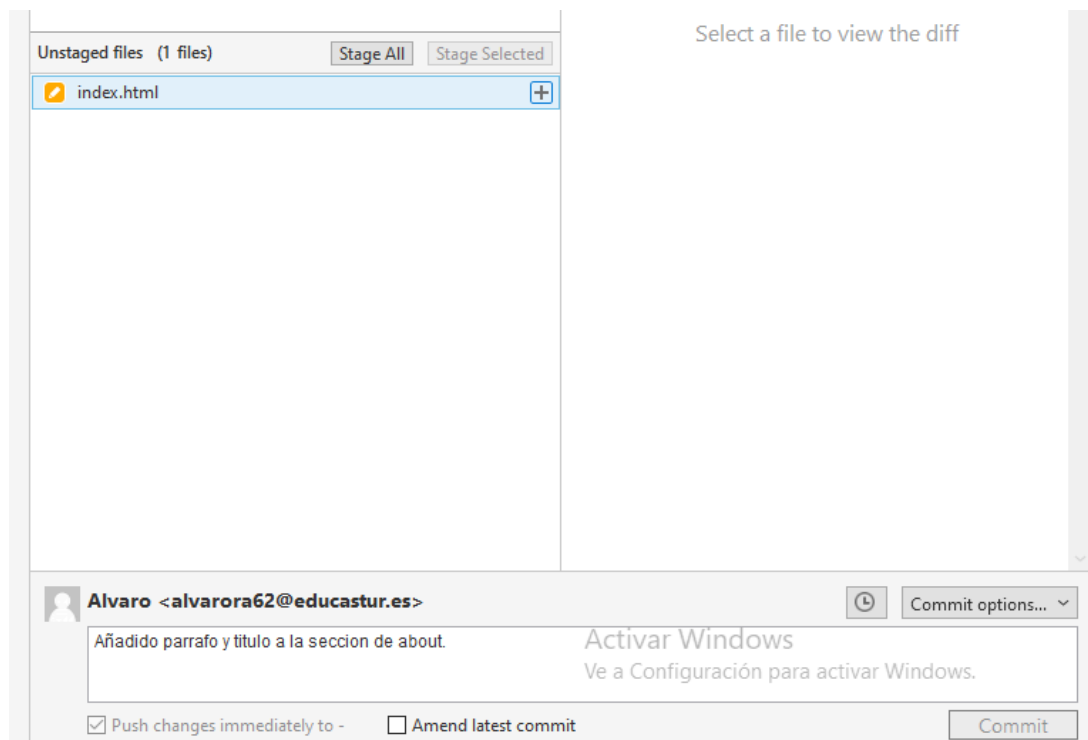 Select a file to view the diff
Unstaged files (1 files) Stage All Stage Selected
index.html
Alvaro <alvarora62@educastur.es>
Commit options...
Añadido parrafo y titulo a la seccion de about.
Activar Windows
Ve a Configuración para activar Windows.
Push changes immediately to -
Amend latest commit
Commit